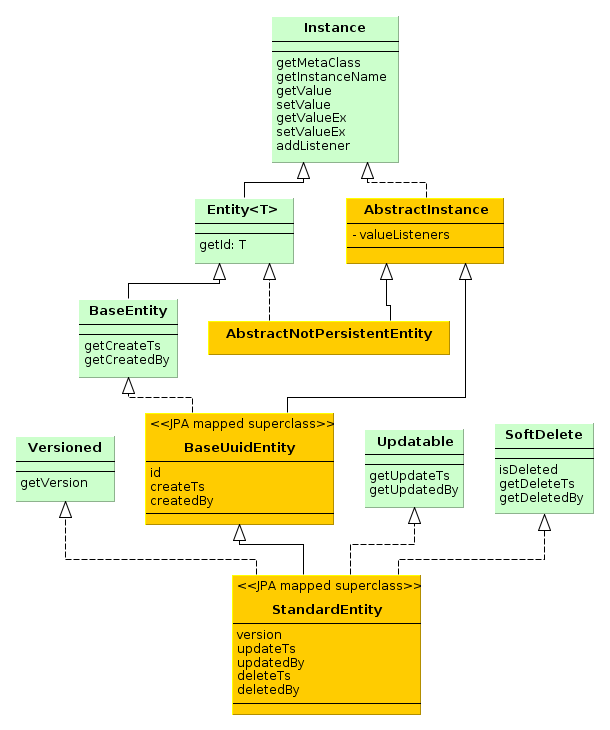 Instance
getMetaClass
getInstanceName
getValue
setValue
getValueEx
setValueEx
addListener
Entity<T>
getId: T
AbstractInstance
- valueListeners
BaseEntity
getCreateTs
getCreatedBy
AbstractNotPersistentEntity
<<JPA mapped superclass>>
BaseUuidEntity
id
createTs
createdBy
Versioned
getVersion
Updatable
getUpdateTs
getUpdatedBy
SoftDelete
isDeleted
getDeleteTs
getDeletedBy
<<JPA mapped superclass>>
StandardEntity
version
updateTs
updatedBy
deleteTs
deletedBy